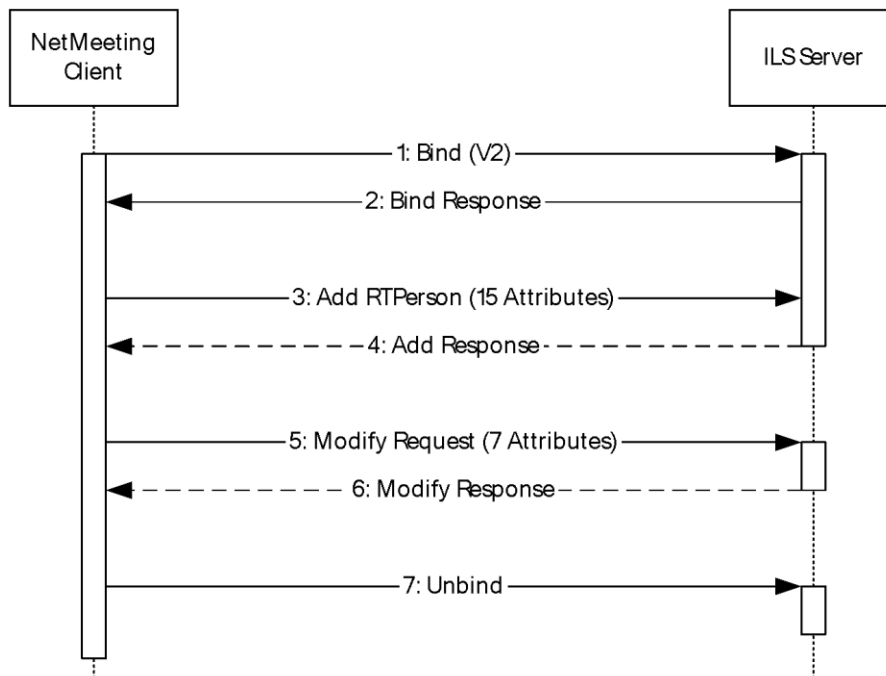 NetMeeting
Client
ILS Server
1: Bind (V2)
2: Bind Response
3: Add RTPerson (15 Attributes)
4: Add Response
5: Modify Request (7 Attributes)
6: Modify Response
7: Unbind